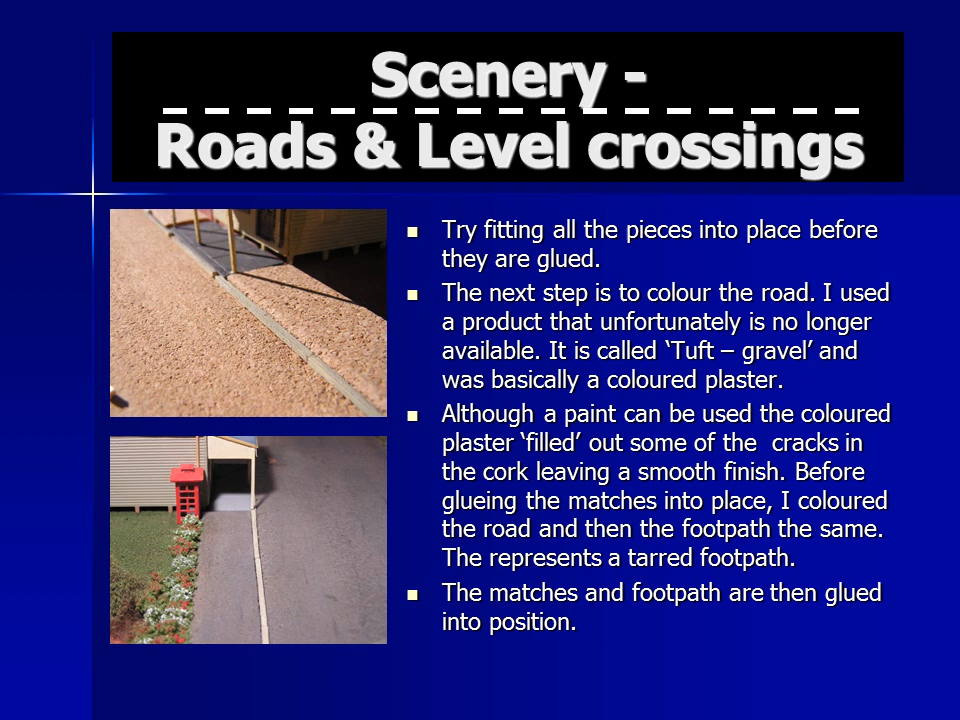 Scenery -
Roads & Level crossings
Try fitting all the pieces into place before
they are glued.
The next step is to colour the road. I used
a product that unfortunately is no longer
available. It is called ‘Tuft – gravel’ and
was basically a coloured plaster.
Although a paint can be used the coloured
plaster ‘filled’ out some of the  cracks in
the cork leaving a smooth finish. Before
glueing the matches into place, I coloured
the road and then the footpath the same.
The represents a tarred footpath.
The matches and footpath are then glued
into position.